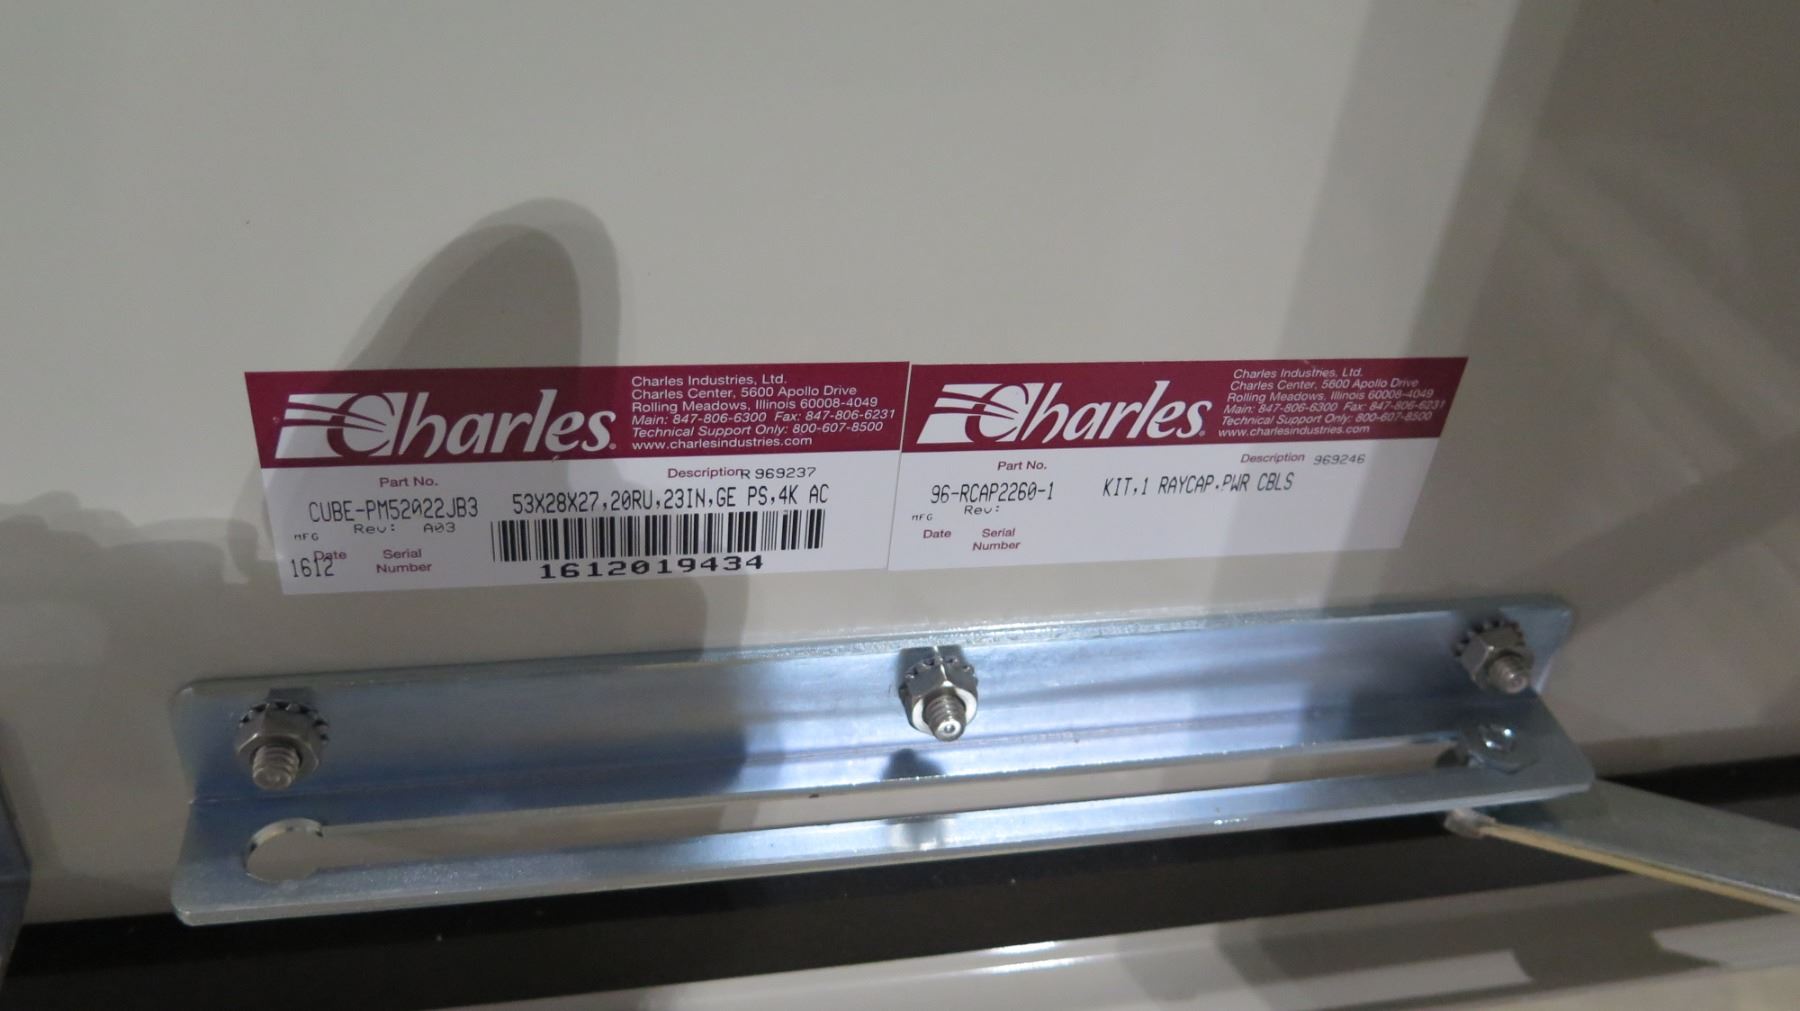 Charles
Charles Industries, Ltd.
Charles Center, 5600 Apollo Drive
Rolling Meadows, Illinois 60008-4049
Main: 847-806-6300 Fax: 847-806-6231
Technical Support Only: 800-607-8500
www.charlesindustries.com
Part No.
Description R 969237
CUBE-PM52022JB3
53X28X27,20RU,23IN,GE PS,4K AC
MFG Rev: A03
Date
1612
Serial
Number
1612019434
Charles
Charles Industries, Ltd.
Charles Center, 5600 Apollo Drive
Rolling Meadows, Illinois 60008-4049
Main: 847-806-6300 Fax: 847-806-6231
Technical Support Only: 800-607-8500
www.charlesindustries.com
Part No.
Description 969246
96-RCAP2260-1
KIT,1 RAYCAP.PWR CBLS
MFG Rev:
Date
Serial
Number